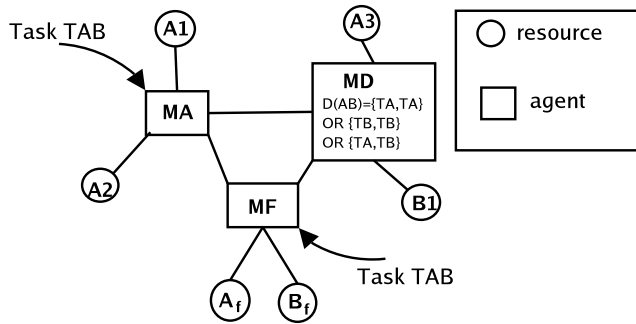 Task TAB
A1
A3
resource
MD
D(AB)={TA,TA}
OR {TB,TB}
OR {TA,TB}
MA
agent
A2
B1
MF
Task TAB
Af
Bf